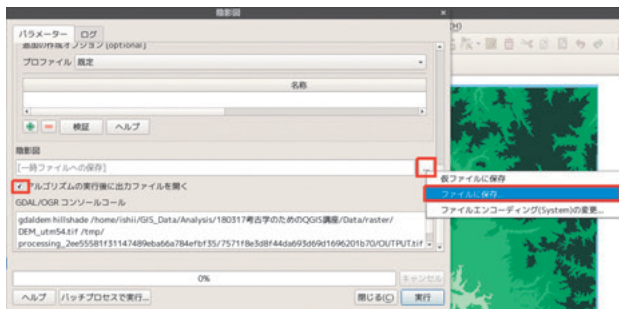 陰影図
(H)
パラメーター ログ
追加の作成オプション [optional]
プロファイル 既定
名称
検証 ヘルプ
陰影図
[一時ファイルへの保存]
アルゴリズムの実行後に出力ファイルを開く
GDAL/OGR コンソールコール
gdaldem hillshade /home/ishii/GIS_Data/Analysis/180317考古学のためのQGIS講座/Data/raster/
DEM_utm54.tif /tmp/
processing_2ee55581f31147489eba66a784efbf35/7571f8e3d8f44da693d69d1696201b70/OUTPUT.tif
仮ファイルに保存
ファイルに保存...
ファイルエンコーディング(System)の変更...
0%
キャンセル
ヘルプ バッチプロセスで実行... 閉じる(C) 実行